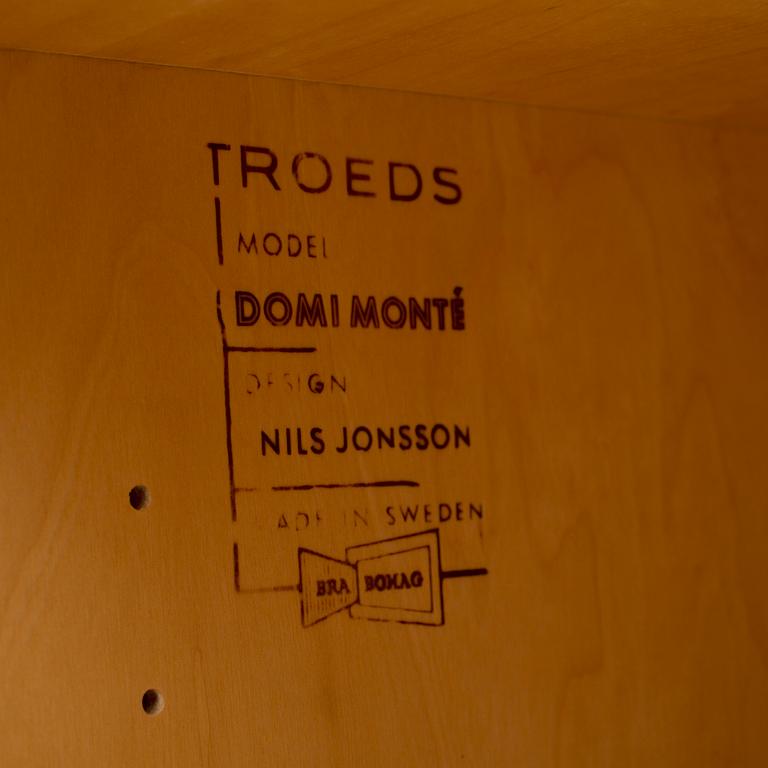 TROEDS
MODEL
DOMI MONTÉ
DESIGN
NILS JONSSON
MADE IN SWEDEN
BRA BOHAG